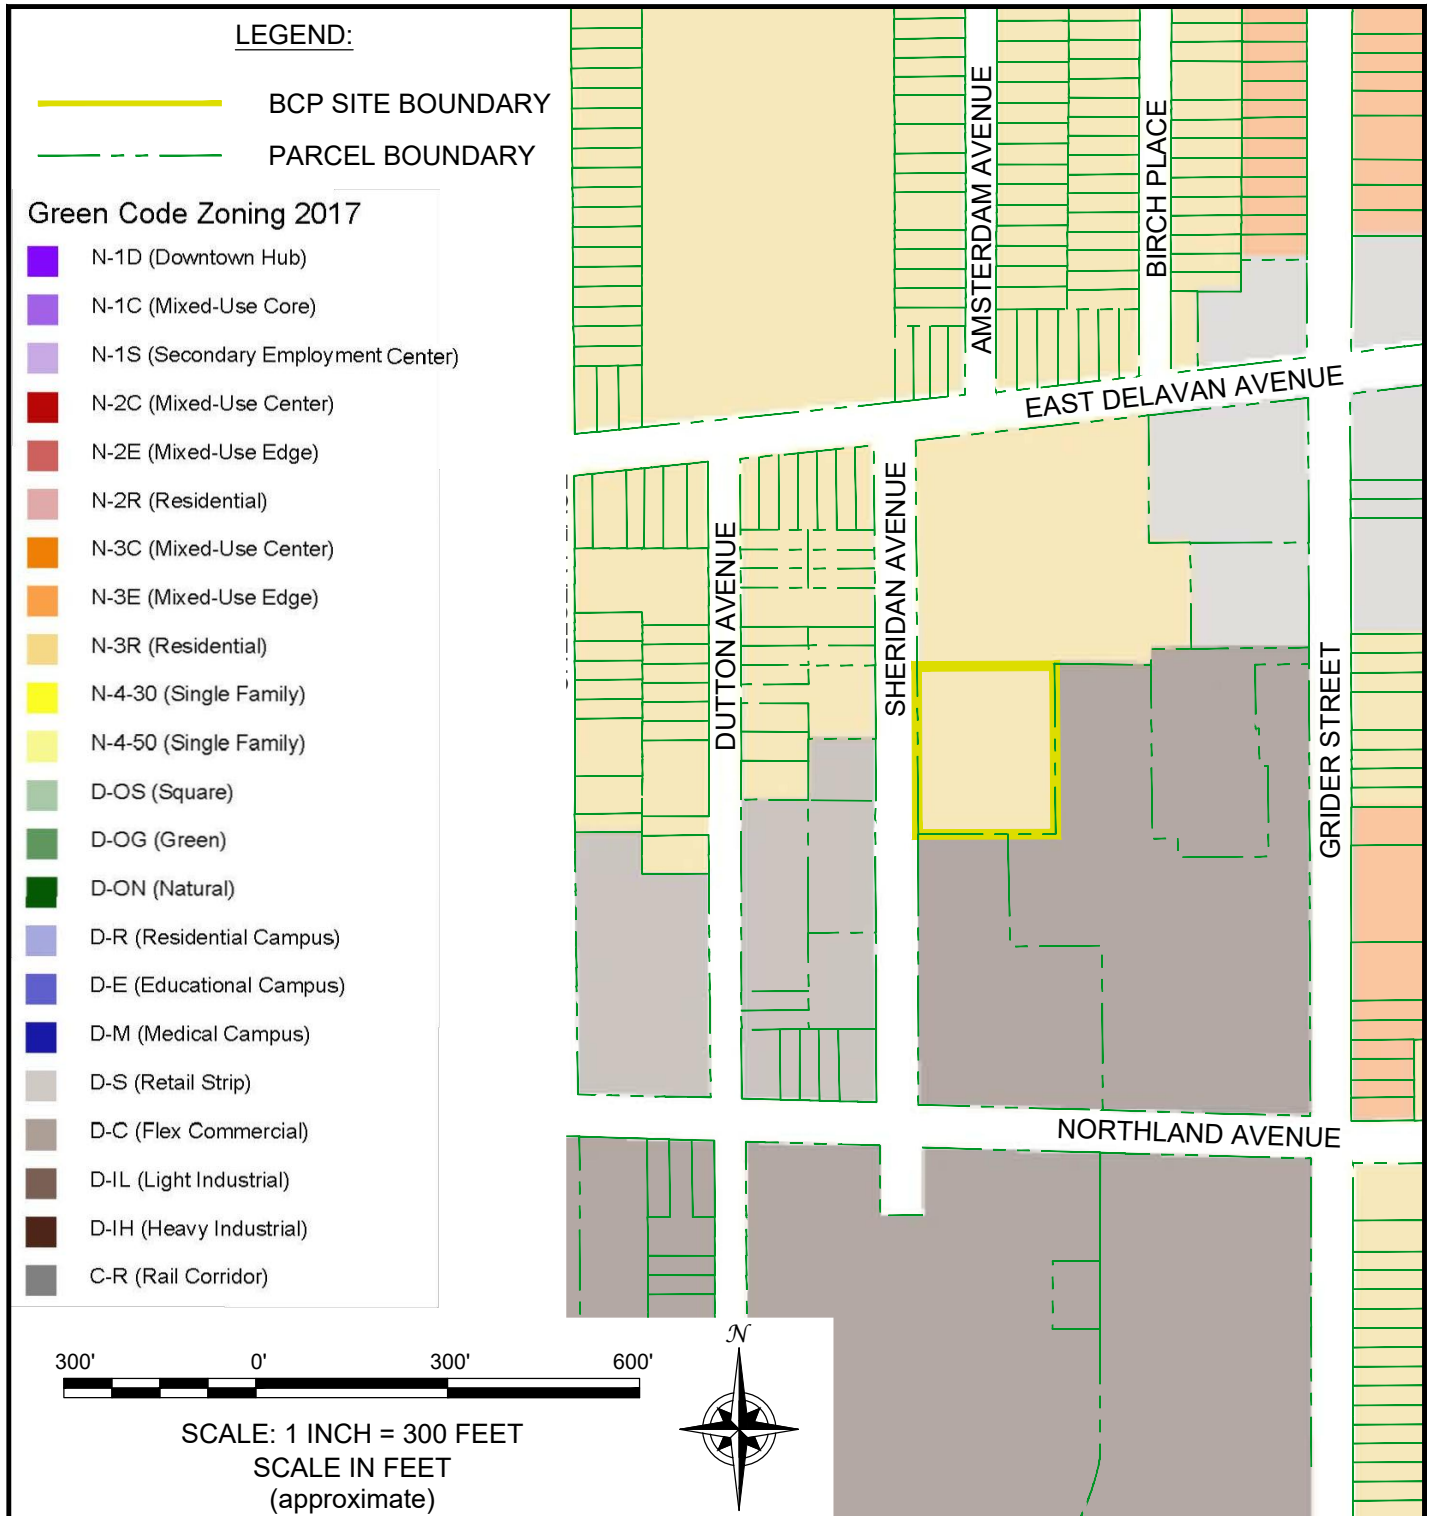 LEGEND:
BCP SITE BOUNDARY
PARCEL BOUNDARY
Green Code Zoning 2017
N-1D (Downtown Hub)
N-1C (Mixed-Use Core)
N-1S (Secondary Employment Center)
N-2C (Mixed-Use Center)
N-2E (Mixed-Use Edge)
N-2R (Residential)
N-3C (Mixed-Use Center)
N-3E (Mixed-Use Edge)
N-3R (Residential)
N-4-30 (Single Family)
N-4-50 (Single Family)
D-OS (Square)
D-OG (Green)
D-ON (Natural)
D-R (Residential Campus)
D-E (Educational Campus)
D-M (Medical Campus)
D-S (Retail Strip)
D-C (Flex Commercial)
D-IL (Light Industrial)
D-IH (Heavy Industrial)
C-R (Rail Corridor)
300' 0' 300' 600'
SCALE: 1 INCH = 300 FEET
SCALE IN FEET
(approximate)
N
AMSTERDAM AVENUE
BIRCH PLACE
EAST DELAVAN AVENUE
DUTTON AVENUE
SHERIDAN AVENUE
GRIDER STREET
NORTHLAND AVENUE